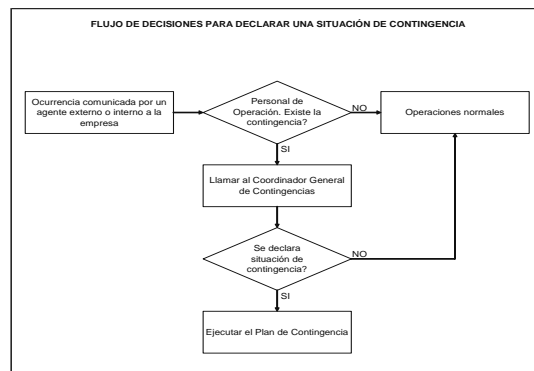 FLUJO DE DECISIONES PARA DECLARAR UNA SITUACIÓN DE CONTINGENCIA
Ocurrencia comunicada por un
agente externo o interno a la
empresa
Personal de
Operación. Existe la
contingencia?
NO
Operaciones normales
SI
Llamar al Coordinador General
de Contingencias
Se declara
situación de
contingencia?
NO
SI
Ejecutar el Plan de Contingencia